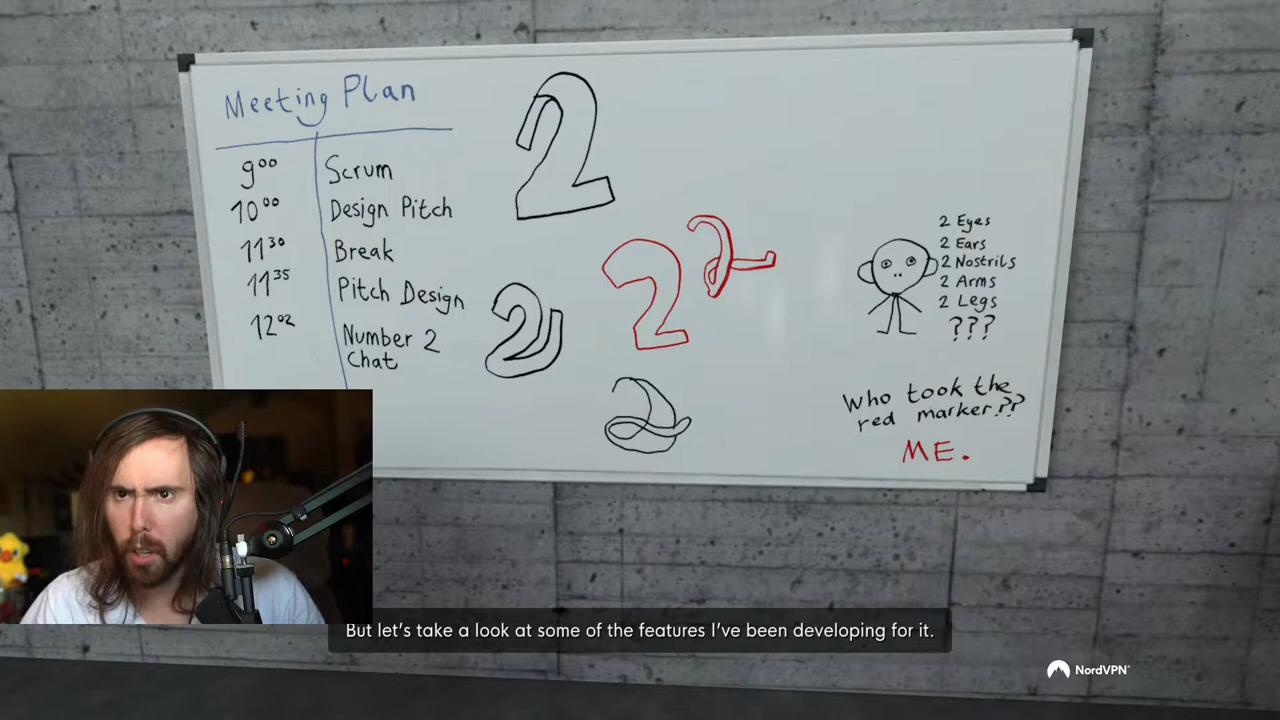 Meeting Plan
9⁰⁰ Scrum
10⁰⁰ Design Pitch
11³⁰ Break
11³⁵ Pitch Design
12⁰² Number 2
Chat
2
2
2
2
2
2 Eyes
2 Ears
2 Nostrils
2 Arms
2 Legs
???
Who took the
red marker??
ME.
But let's take a look at some of the features I've been developing for it.
NordVPN